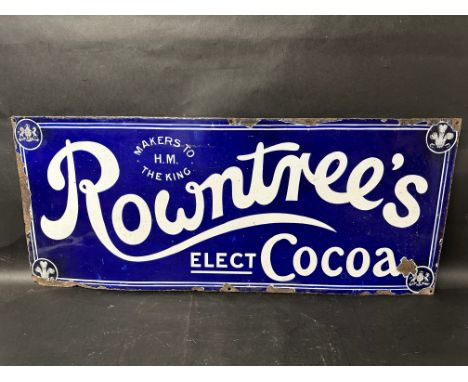 MAKERS TO
H.M.
THE KING
Rowntree's
ELECT Cocoa